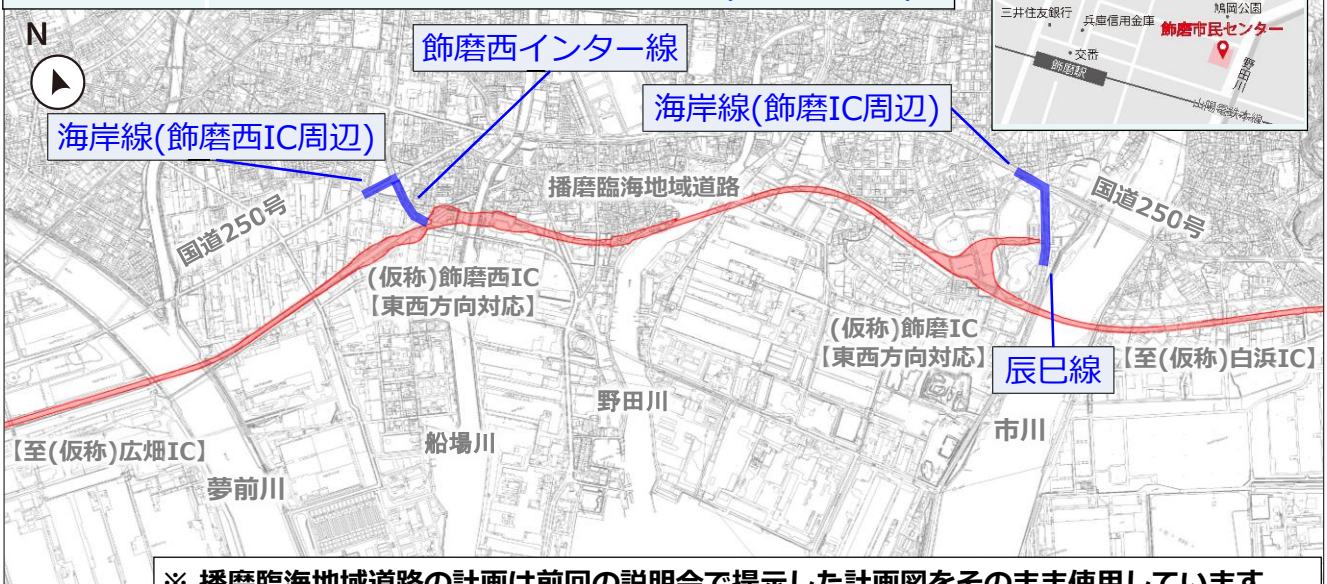 三井住友銀行
兵庫信用金庫
鳩岡公園
飾磨市民センター
交番
飾磨駅
野田川
山陽電鉄本線
N
飾磨西インター線
海岸線(飾磨IC周辺)
海岸線(飾磨西IC周辺)
播磨臨海地域道路
国道250号
国道250号
(仮称)飾磨西IC
【東西方向対応】
(仮称)飾磨IC
【東西方向対応】
辰巳線
【至(仮称)白浜IC】
野田川
市川
船場川
【至(仮称)広畑IC】
夢前川
※ 播磨臨海地域道路の計画は前回の説明会で提示した計画図をそのまま使用しています